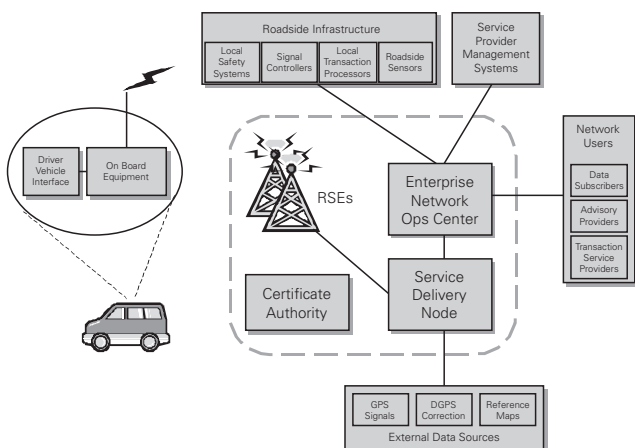 Roadside Infrastructure
Local
Safety
Systems
Signal
Controllers
Local
Transaction
Processors
Roadside
Sensors
Service
Provider
Management
Systems
Driver
Vehicle
Interface
On Board
Equipment
RSEs
Enterprise
Network
Ops Center
Network
Users
Data
Subscribers
Advisory
Providers
Transaction
Service
Providers
Certificate
Authority
Service
Delivery
Node
GPS
Signals
DGPS
Correction
Reference
Maps
External Data Sources